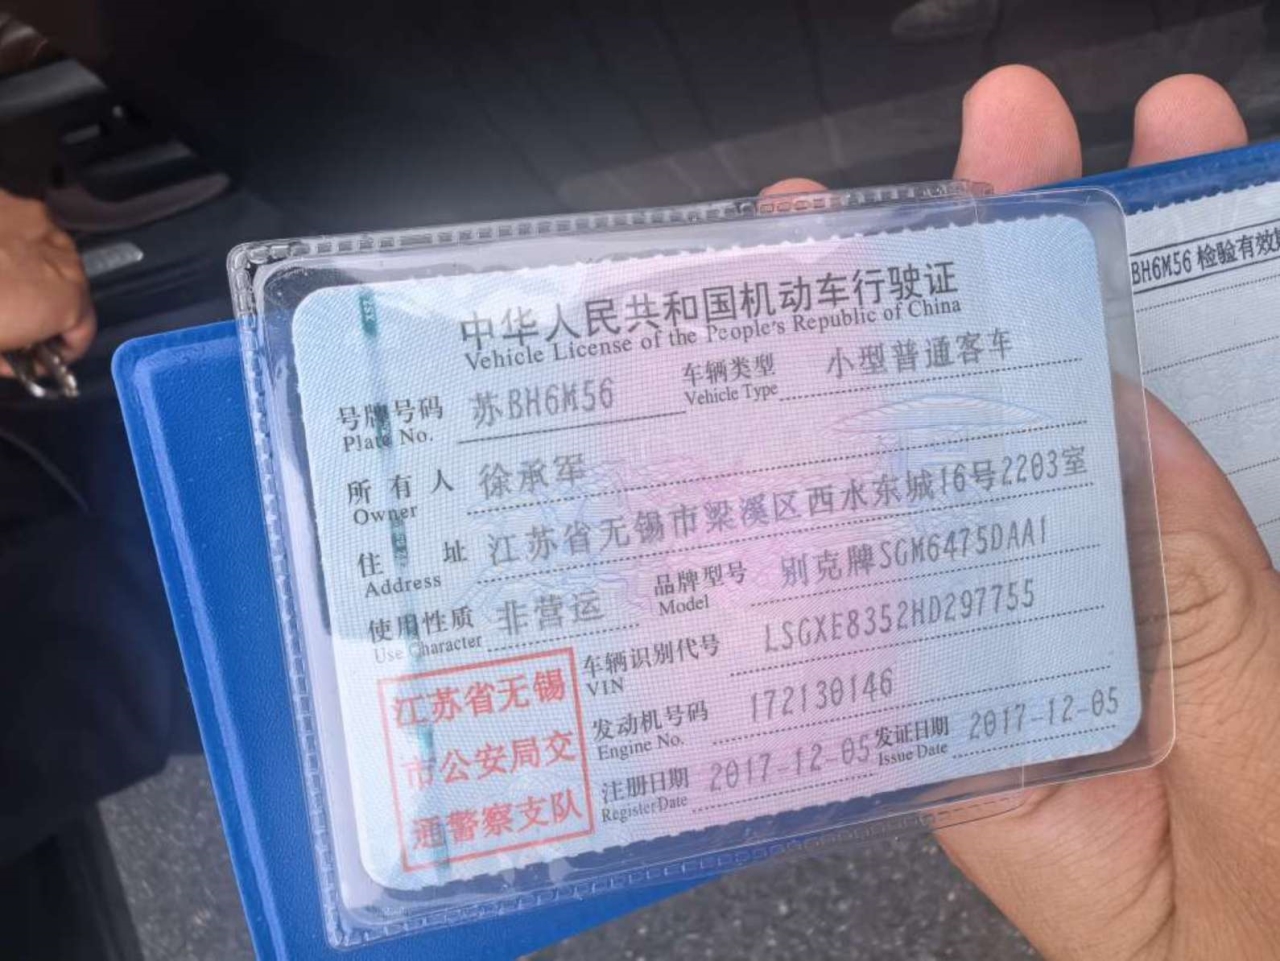 中华人民共和国机动车行驶证
Vehicle License of the People's Republic of China
号牌号码 苏BH6M56 车辆类型 小型普通客车
Plate No. Vehicle Type
所有人 徐承军
Owner
住址 江苏省无锡市梁溪区西水东城16号2203室
Address
使用性质 非营运 品牌型号 别克牌SGM6475DAA1
Use Character Model
车辆识别代号 LSGXE8352HD297755
VIN
发动机号码 172130146
Engine No.
注册日期 2017-12-05 发证日期 2017-12-05
Register Date Issue Date
江苏省无锡
市公安局交
通警察支队
BH6M56 检验有效